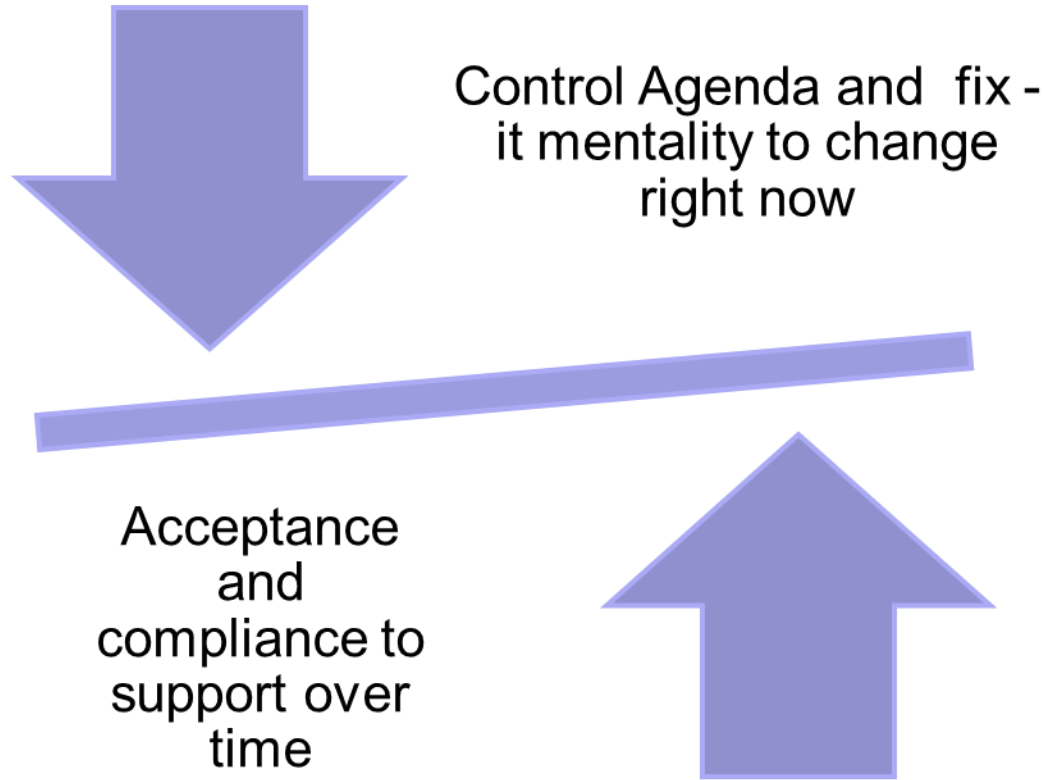 Control Agenda and  fix -
it mentality to change
right now
Acceptance
and
compliance to
support over
time